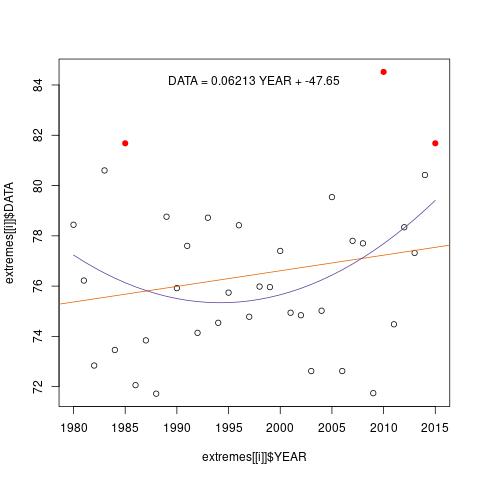 DATA = 0.06213 YEAR + -47.65
extremes[[i]]$DATA
84
82
80
78
76
74
72
1980 1985 1990 1995 2000 2005 2010 2015
extremes[[i]]$YEAR